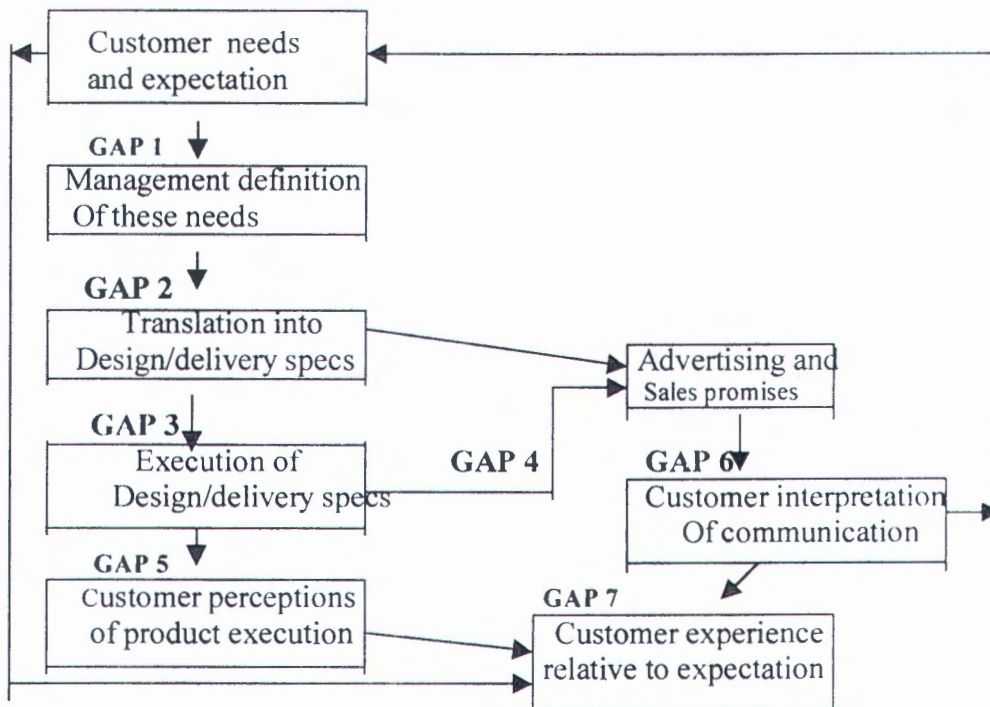 Customer needs
and expectation
GAP 1
Management definition
Of these needs
GAP 2
Translation into
Design/delivery specs
Advertising and
Sales promises
GAP 3
Execution of
Design/delivery specs
GAP 4
GAP 6
Customer interpretation
Of communication
GAP 5
Customer perceptions
of product execution
GAP 7
Customer experience
relative to expectation